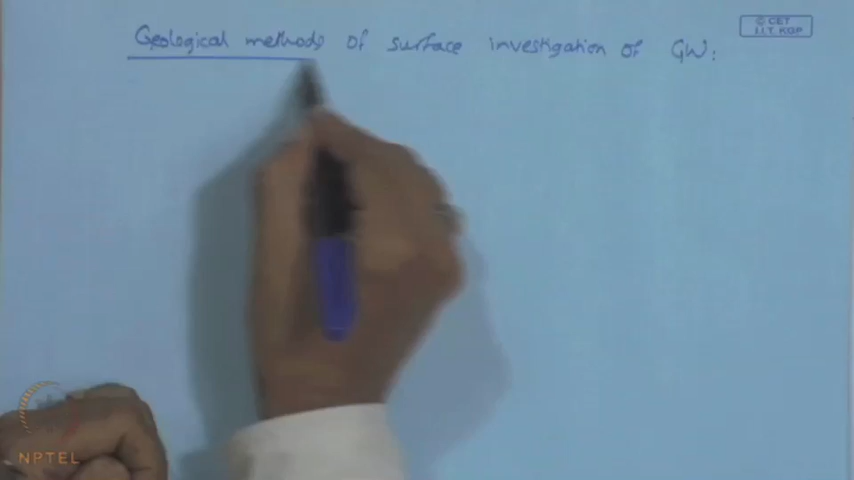 Geological methods of surface investigation of GW:
© CET
I.I.T. KGP
NPTEL